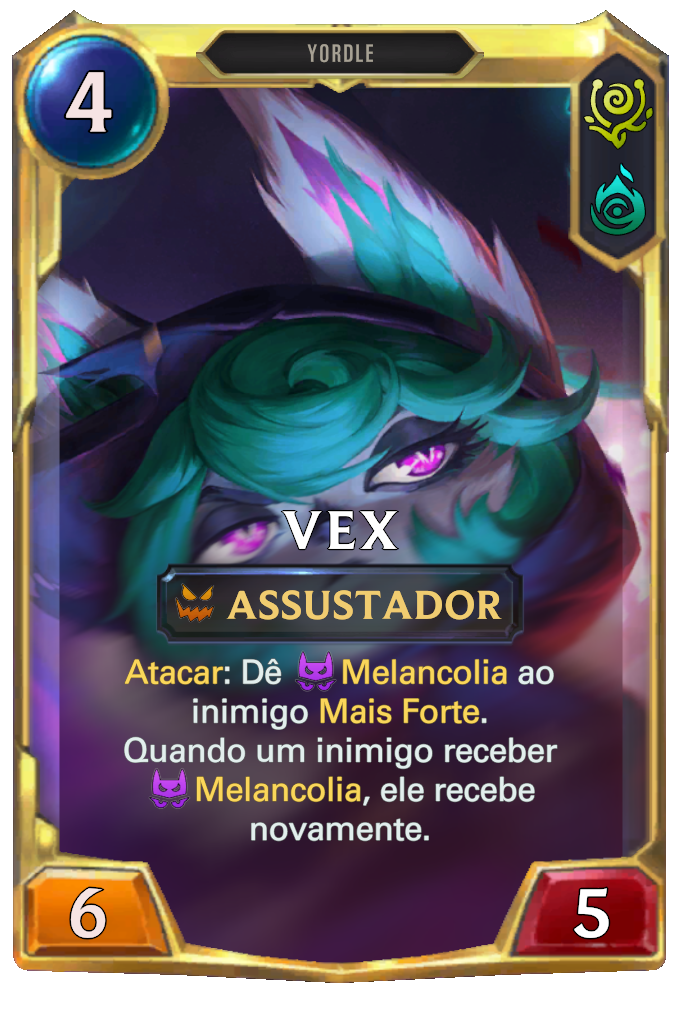 YORDLE
4
VEX
ASSUSTADOR
Atacar: Dê Melancolia ao
inimigo Mais Forte.
Quando um inimigo receber
Melancolia, ele recebe
novamente.
6
5